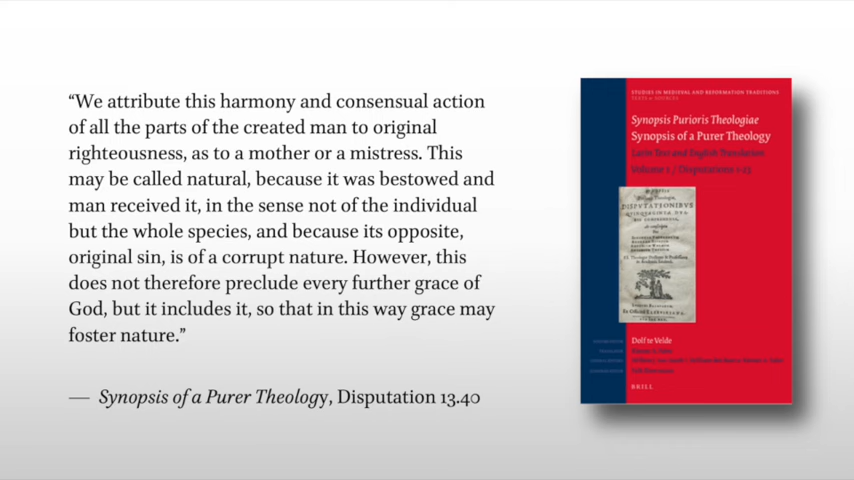 “We attribute this harmony and consensual action
of all the parts of the created man to original
righteousness, as to a mother or a mistress. This
may be called natural, because it was bestowed and
man received it, in the sense not of the individual
but the whole species, and because its opposite,
original sin, is of a corrupt nature. However, this
does not therefore preclude every further grace of
God, but it includes it, so that in this way grace may
foster nature.”
— Synopsis of a Purer Theology, Disputation 13.40
STUDIES IN MEDIEVAL AND REFORMATION TRADITIONS
TEXTS & SOURCES
Synopsis Purioris Theologiae
Synopsis of a Purer Theology
Latin Text and English Translation
Volume 1 / Disputations 1-23
DISPUTATIONIBUS
Dolf te Velde
BRILL